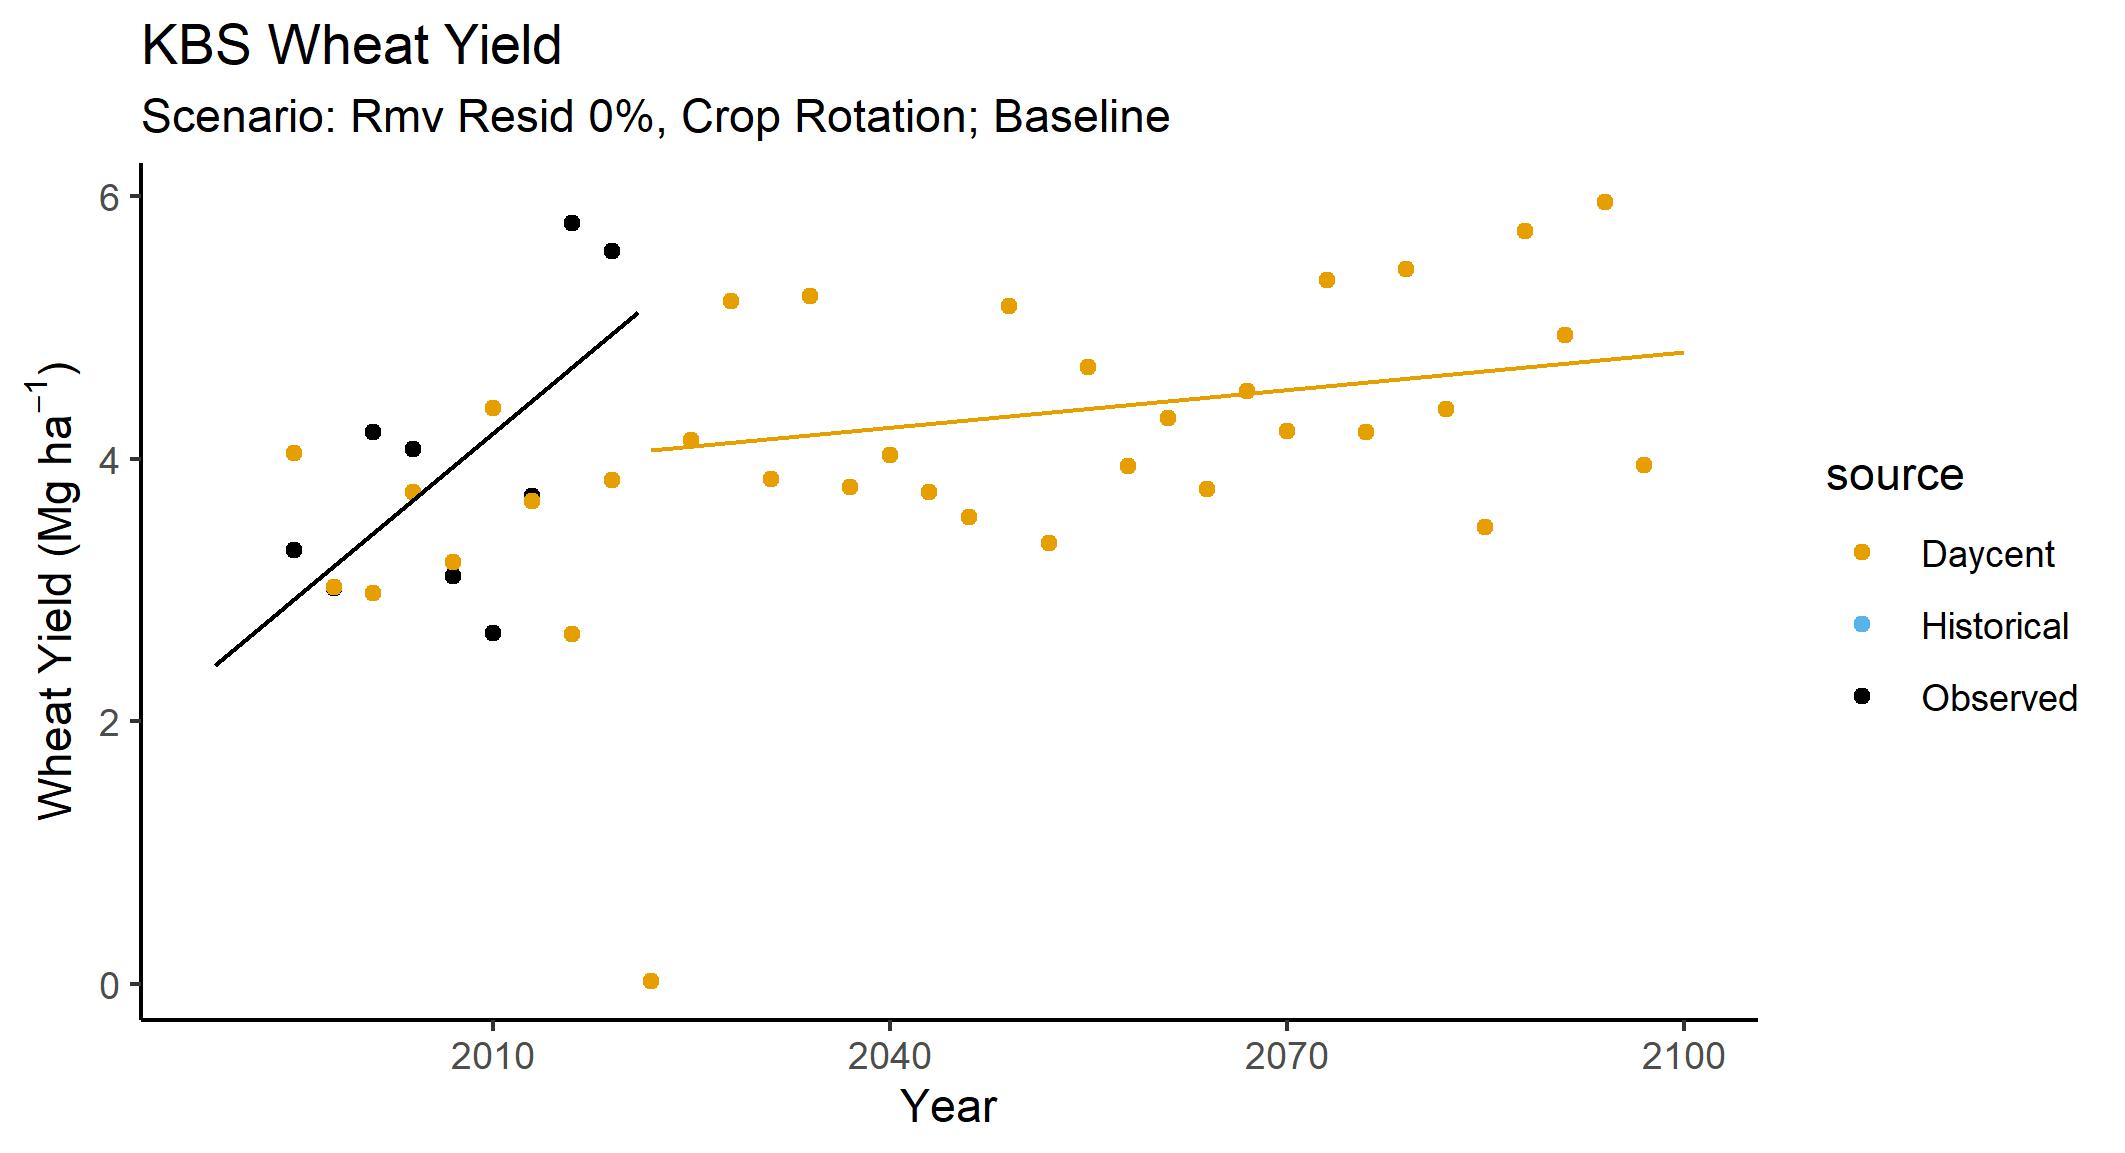 KBS Wheat Yield
Scenario: Rmv Resid 0%, Crop Rotation; Baseline
Wheat Yield (Mg ha⁻¹)
6
4
2
0
2010 2040 2070 2100
Year
source
Daycent
Historical
Observed